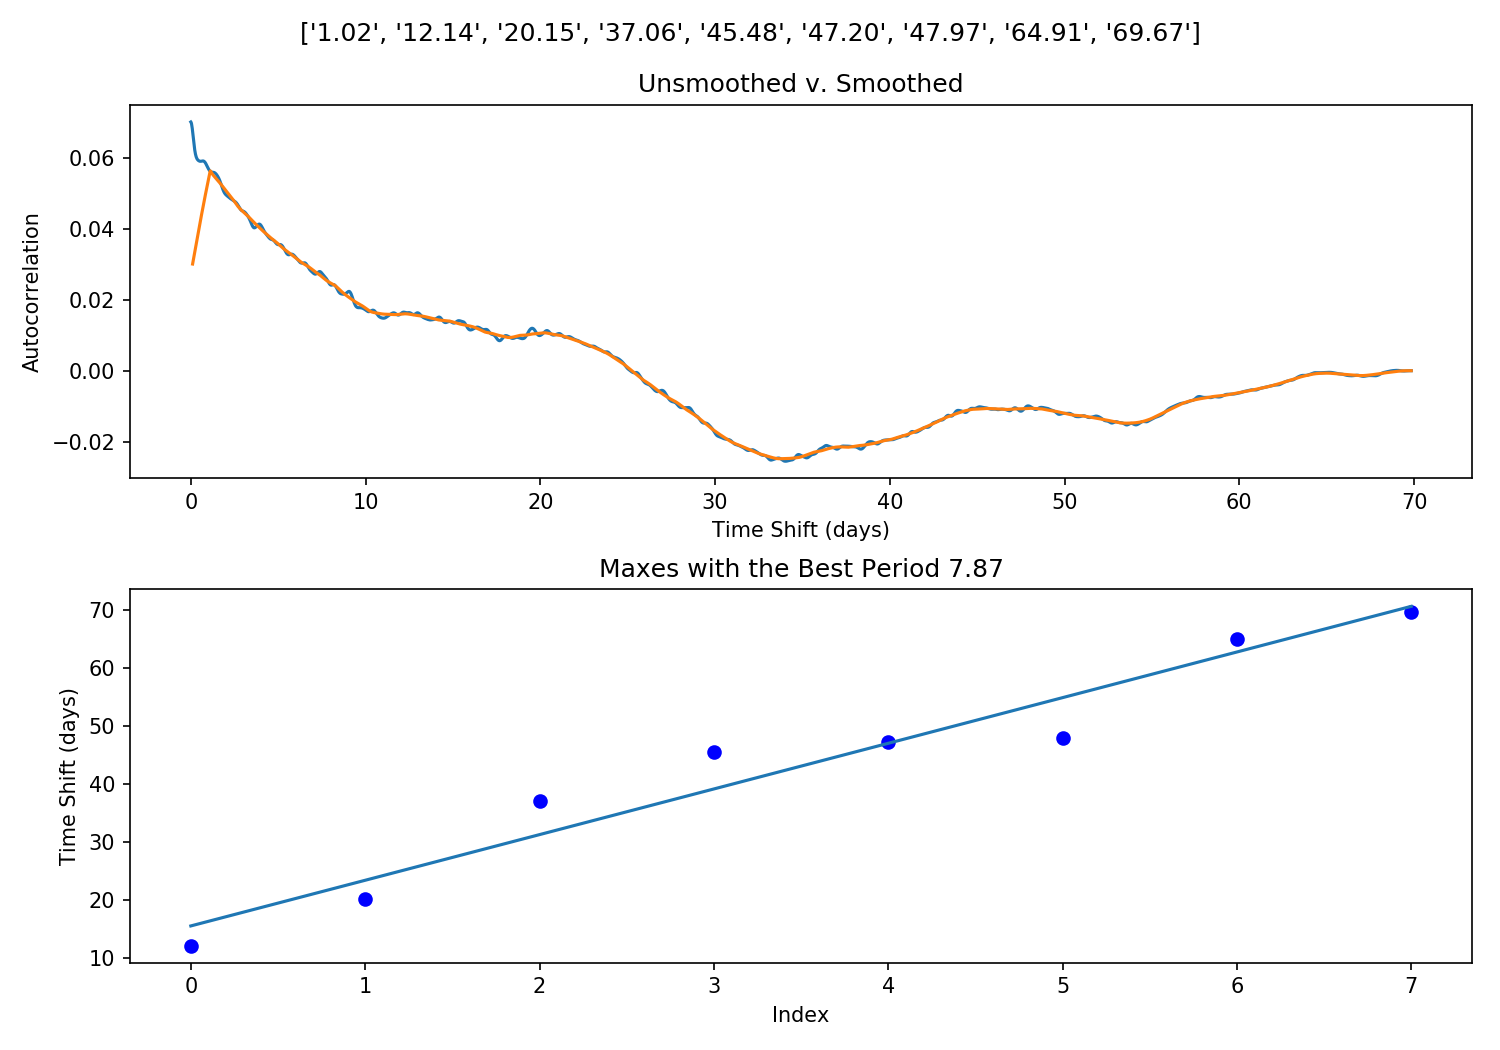 ['1.02', '12.14', '20.15', '37.06', '45.48', '47.20', '47.97', '64.91', '69.67']
Unsmoothed v. Smoothed
Autocorrelation
0.06
0.04
0.02
0.00
−0.02
0 10 20 30 40 50 60 70
Time Shift (days)
Maxes with the Best Period 7.87
Time Shift (days)
70
60
50
40
30
20
10
0 1 2 3 4 5 6 7
Index